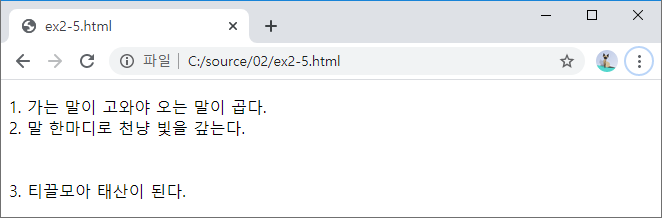 ex2-5.html
파일 C:/source/02/ex2-5.html
1. 가는 말이 고와야 오는 말이 곱다.
2. 말 한마디로 천냥 빚을 갚는다.
3. 티끌모아 태산이 된다.